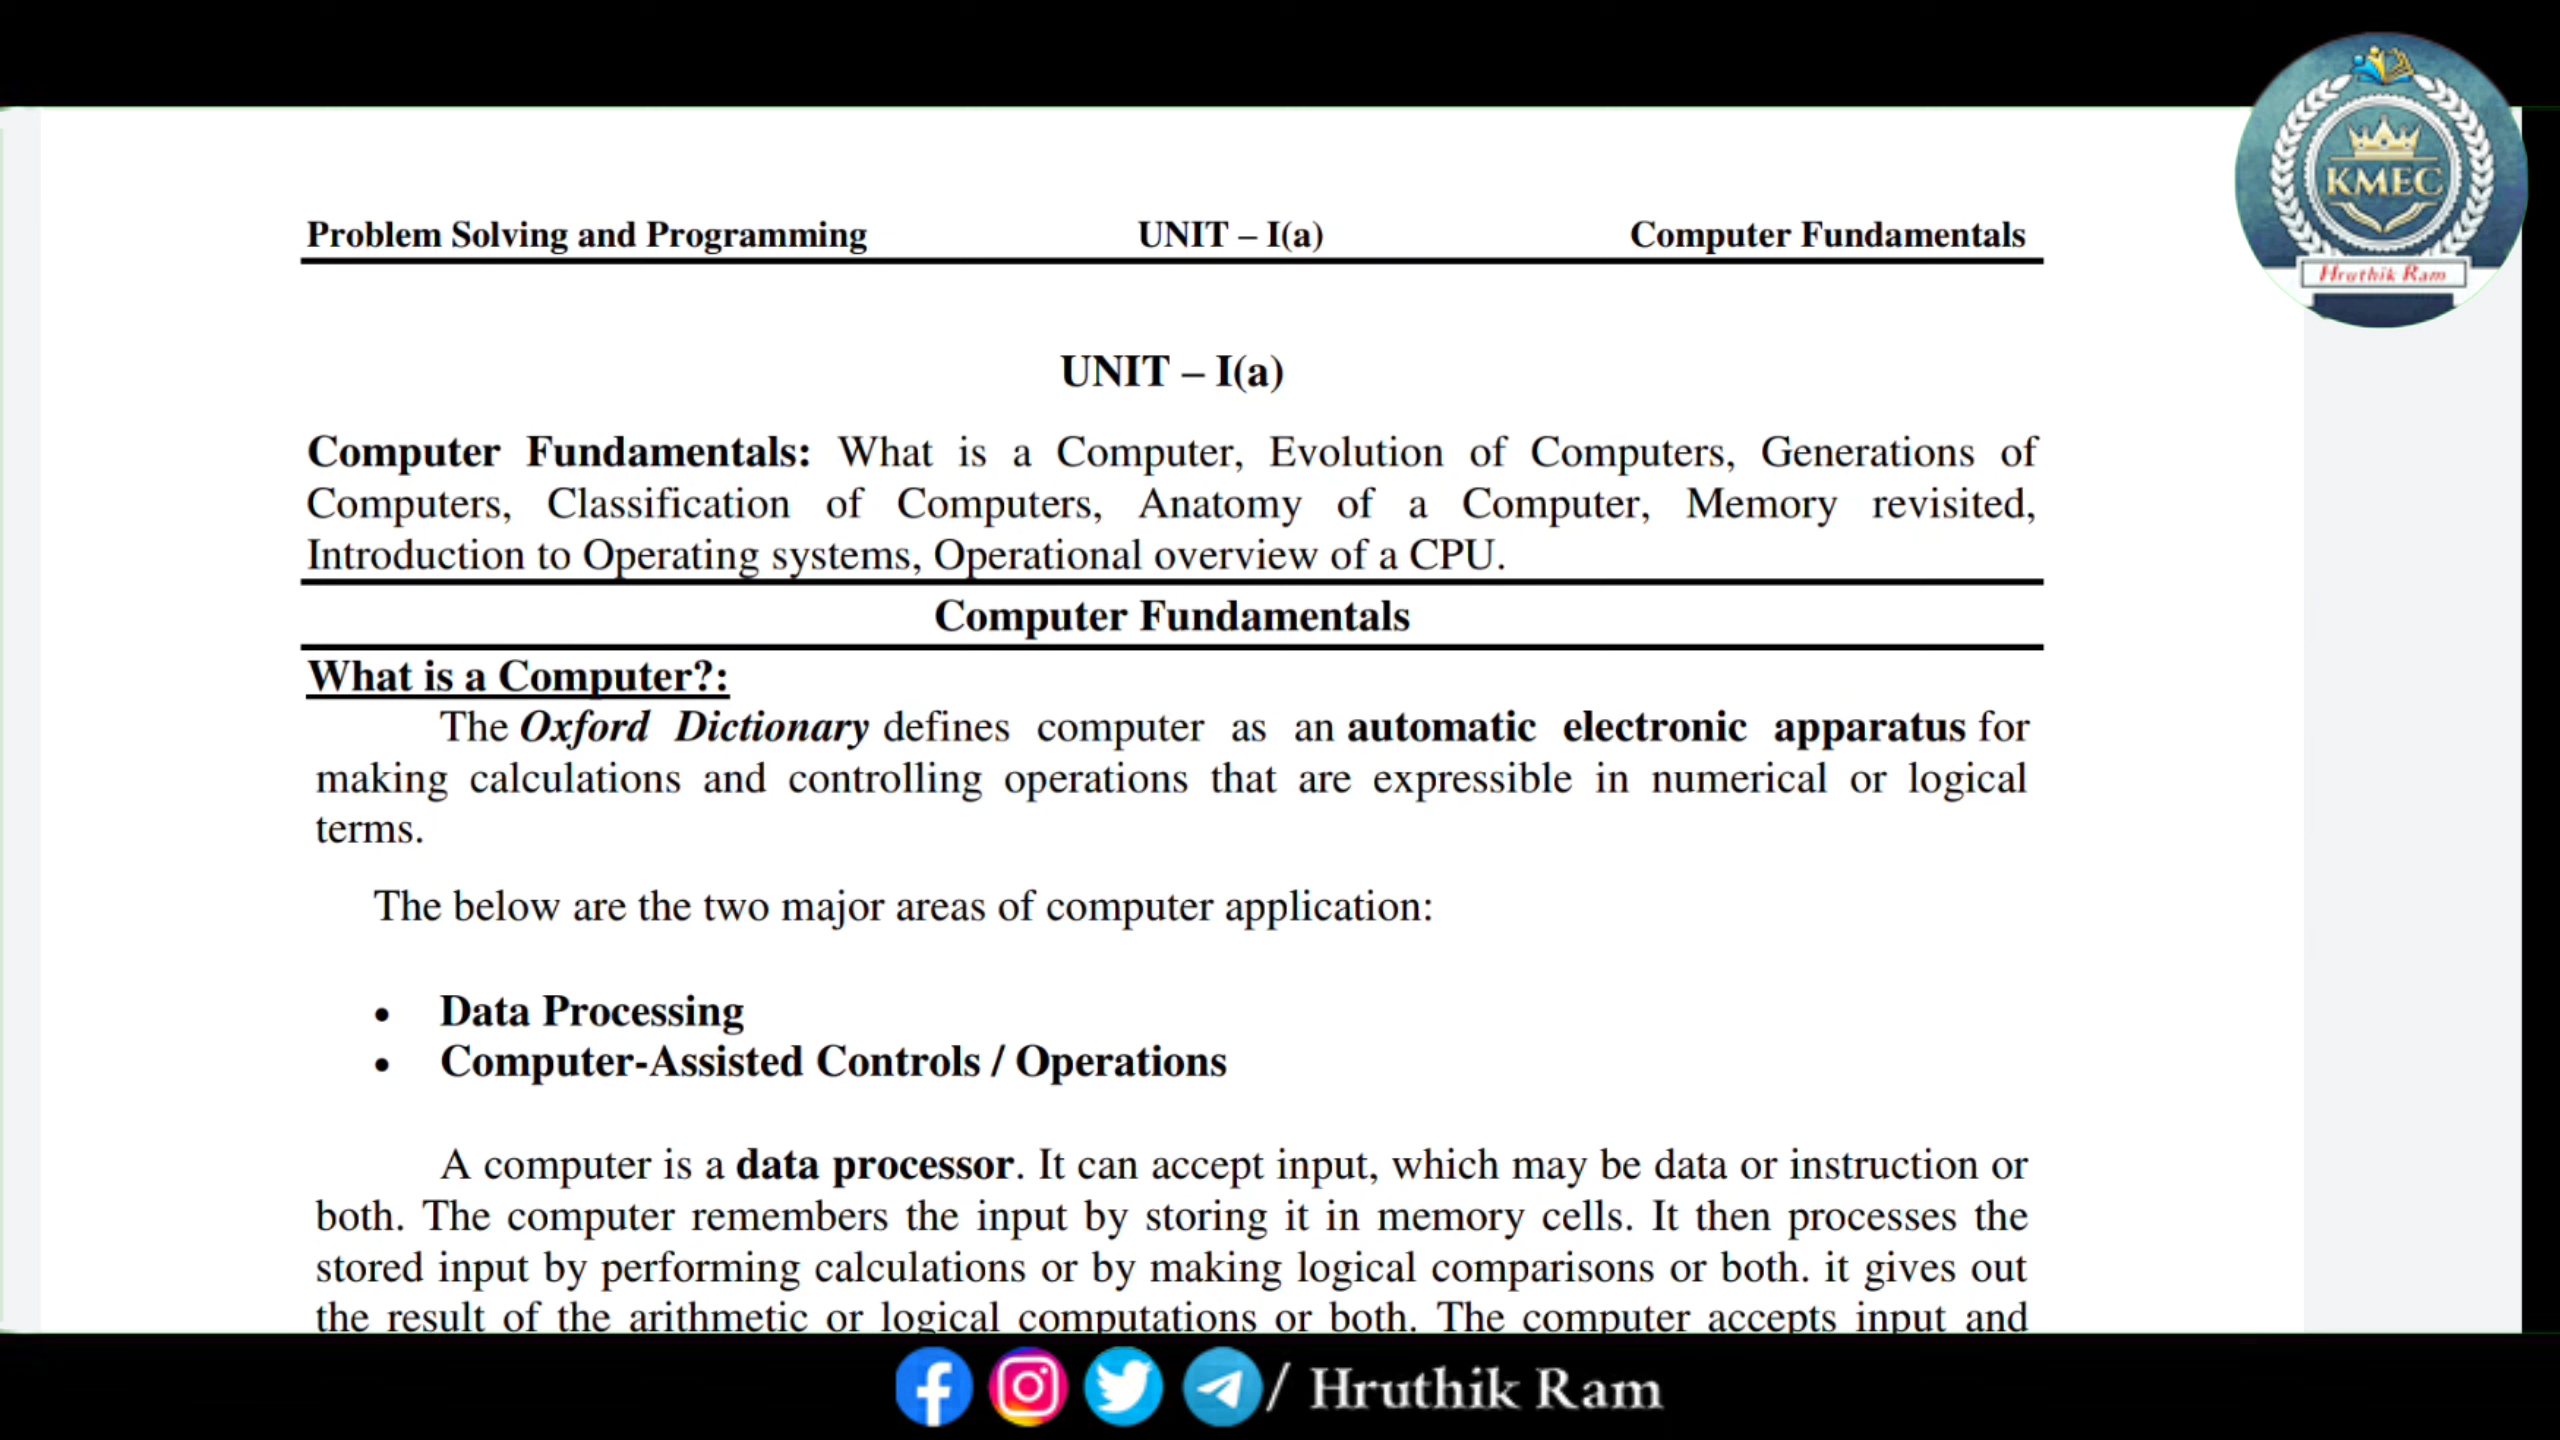 KMEC
Hruthik Ram
Problem Solving and Programming UNIT – I(a) Computer Fundamentals
UNIT – I(a)
Computer Fundamentals: What is a Computer, Evolution of Computers, Generations of
Computers, Classification of Computers, Anatomy of a Computer, Memory revisited,
Introduction to Operating systems, Operational overview of a CPU.
Computer Fundamentals
What is a Computer?:
The Oxford Dictionary defines computer as an automatic electronic apparatus for
making calculations and controlling operations that are expressible in numerical or logical
terms.
The below are the two major areas of computer application:
• Data Processing
• Computer-Assisted Controls / Operations
A computer is a data processor. It can accept input, which may be data or instruction or
both. The computer remembers the input by storing it in memory cells. It then processes the
stored input by performing calculations or by making logical comparisons or both. it gives out
the result of the arithmetic or logical computations or both. The computer accepts input and
/ Hruthik Ram